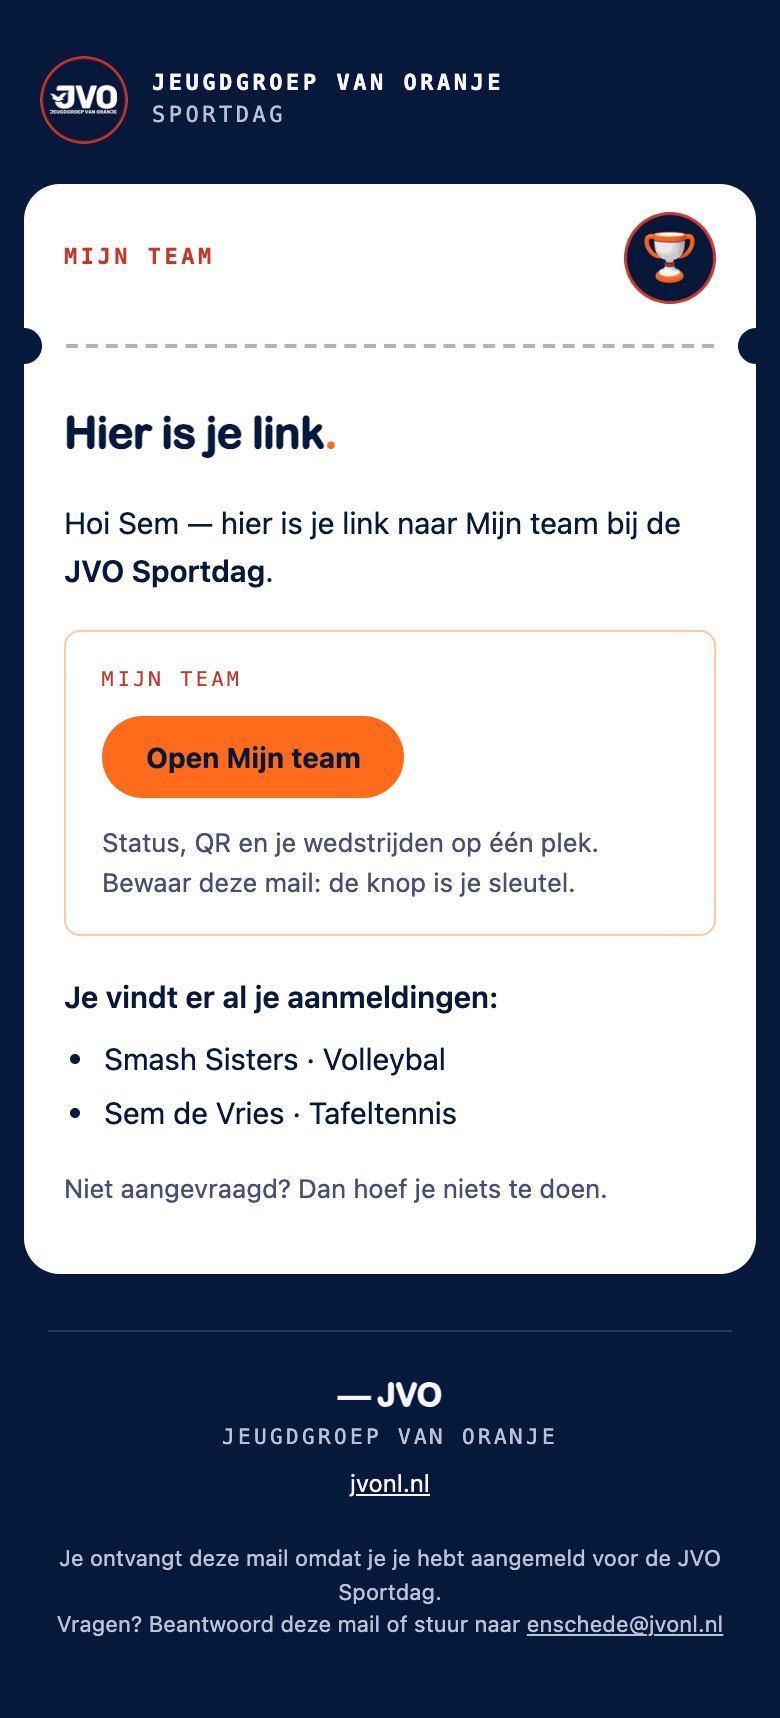 JVO
JEUGDGROEP VAN ORANJE
JEUGDGROEP VAN ORANJE
SPORTDAG
MIJN TEAM
Hier is je link.
Hoi Sem — hier is je link naar Mijn team bij de
JVO Sportdag.
MIJN TEAM
Open Mijn team
Status, QR en je wedstrijden op één plek.
Bewaar deze mail: de knop is je sleutel.
Je vindt er al je aanmeldingen:
• Smash Sisters · Volleybal
• Sem de Vries · Tafeltennis
Niet aangevraagd? Dan hoef je niets te doen.
— JVO
JEUGDGROEP VAN ORANJE
jvonl.nl
Je ontvangt deze mail omdat je je hebt aangemeld voor de JVO
Sportdag.
Vragen? Beantwoord deze mail of stuur naar enschede@jvonl.nl